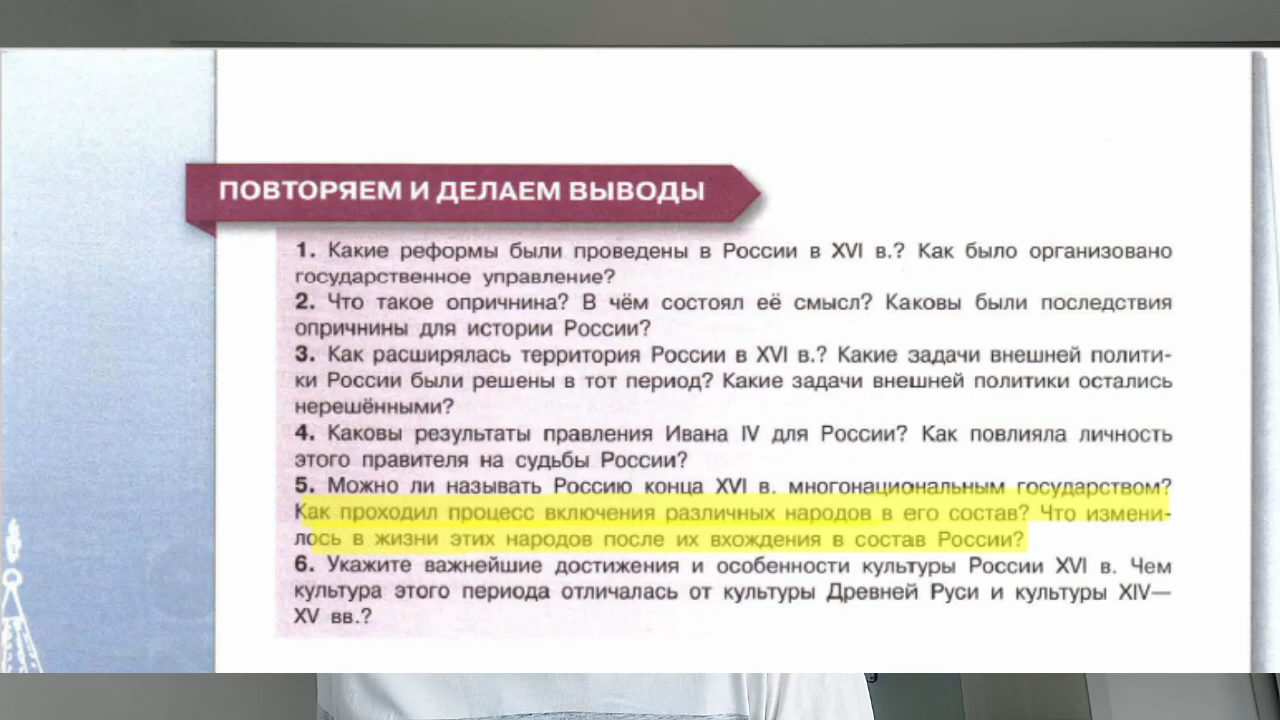 ПОВТОРЯЕМ И ДЕЛАЕМ ВЫВОДЫ
1. Какие реформы были проведены в России в XVI в.? Как было организовано
государственное управление?
2. Что такое опричнина? В чём состоял её смысл? Каковы были последствия
опричнины для истории России?
3. Как расширялась территория России в XVI в.? Какие задачи внешней полити-
ки России были решены в тот период? Какие задачи внешней политики остались
нерешёнными?
4. Каковы результаты правления Ивана IV для России? Как повлияла личность
этого правителя на судьбы России?
5. Можно ли называть Россию конца XVI в. многонациональным государством?
Как проходил процесс включения различных народов в его состав? Что измени-
лось в жизни этих народов после их вхождения в состав России?
6. Укажите важнейшие достижения и особенности культуры России XVI в. Чем
культура этого периода отличалась от культуры Древней Руси и культуры XIV—
XV вв.?